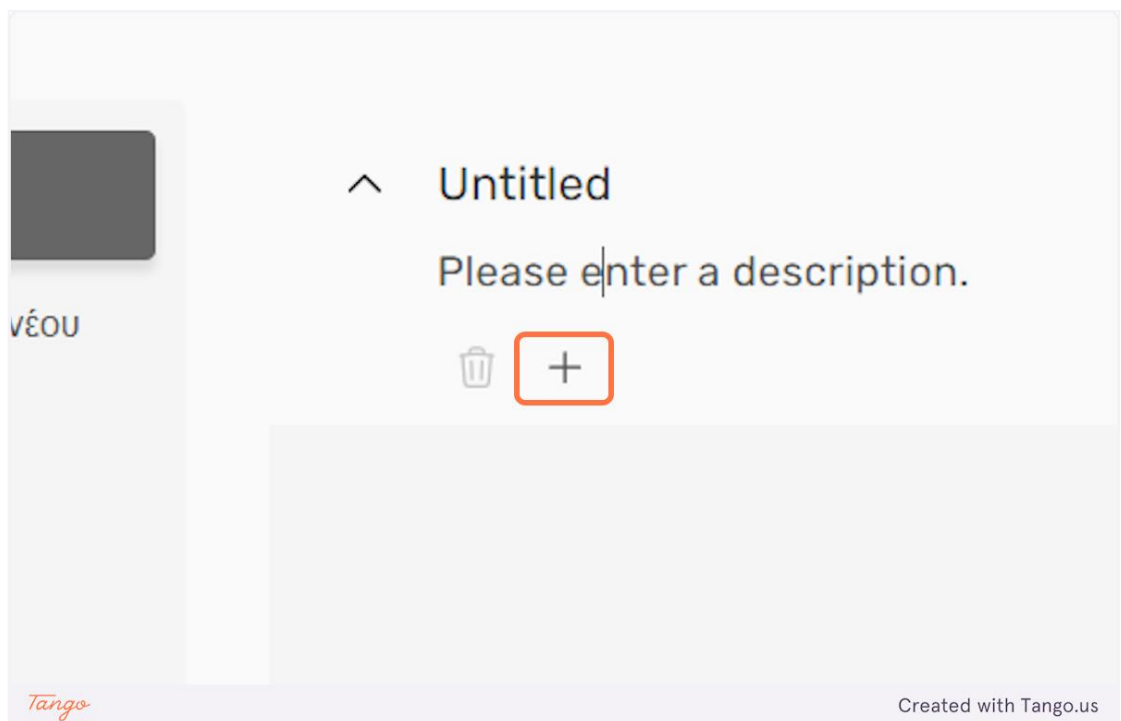 Untitled
Please enter a description.
νέου
Tango
Created with Tango.us